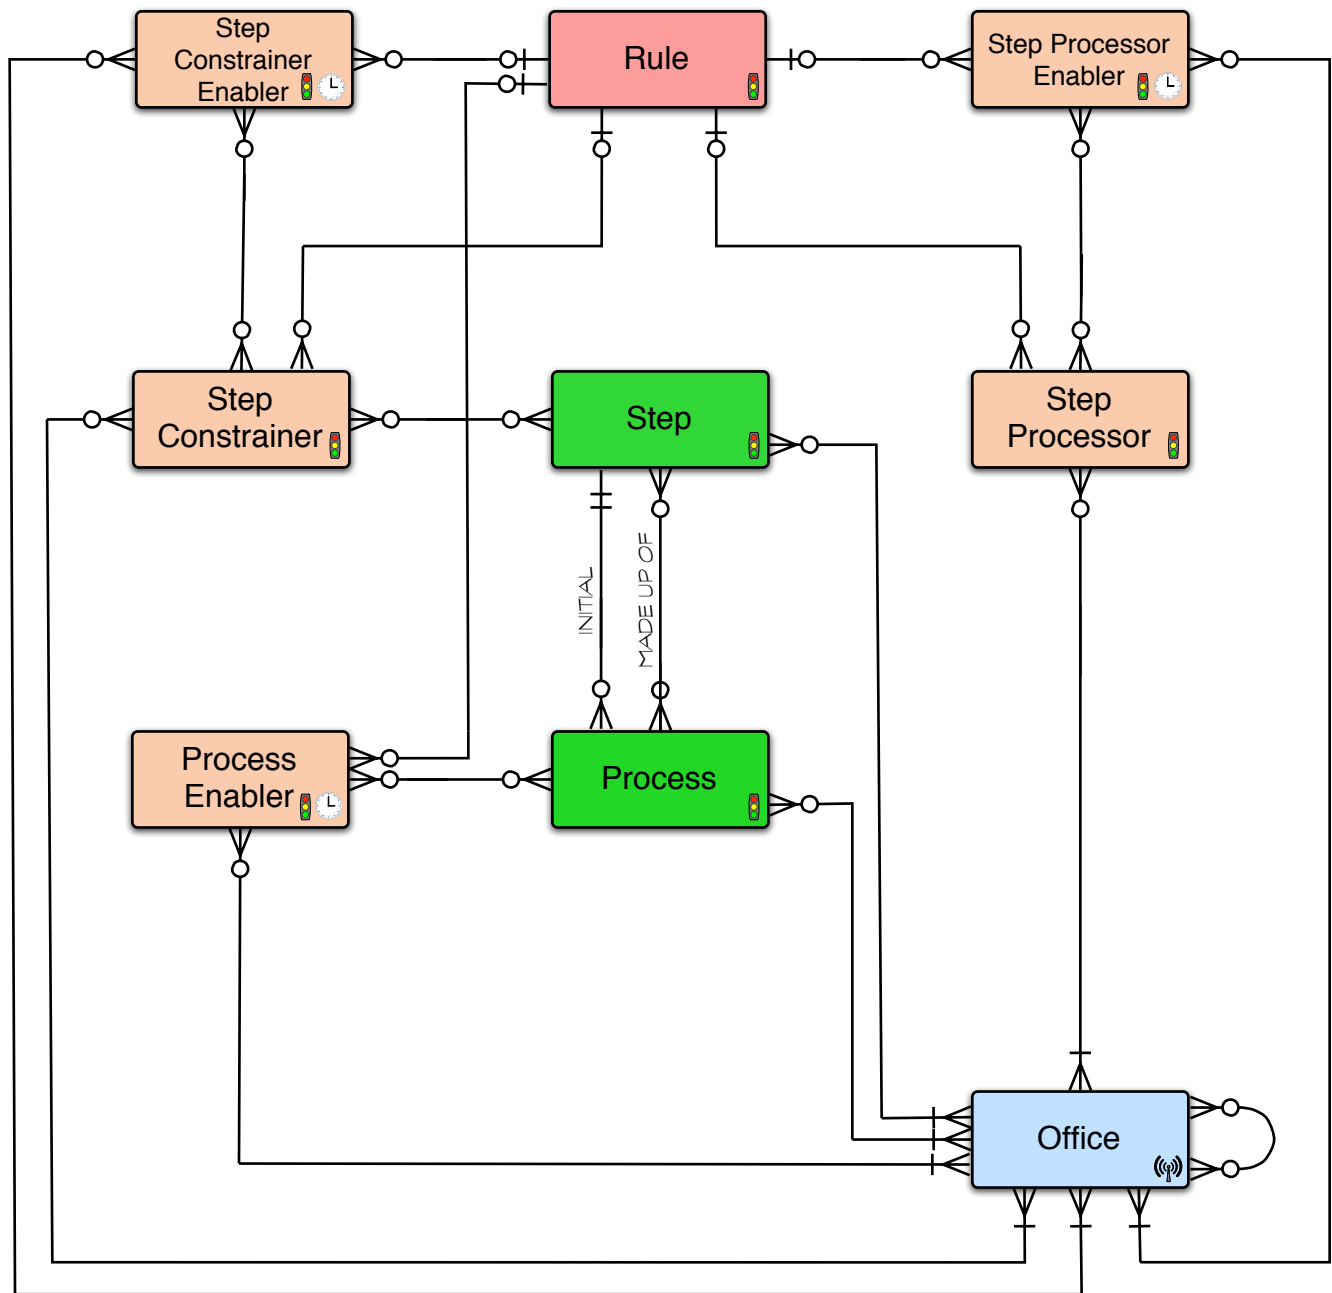 Step
Constrainer
Enabler
Rule
Step Processor
Enabler
Step
Constrainer
Step
Step
Processor
INITIAL
MADE UP OF
Process
Enabler
Process
Office